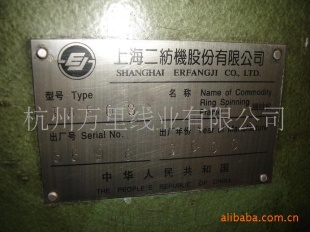 上海二紡機股份有限公司
SHANGHAI ERFANGJI CO., LTD.
型号 Type
名称 Name of Commodity
Ring Spinning
杭州方里线业有限公司
出厂号 Serial No.
出厂年份
中华人民共和国
THE PEOPLE'S REPUBLIC OF CHINA
alibaba.com.cn